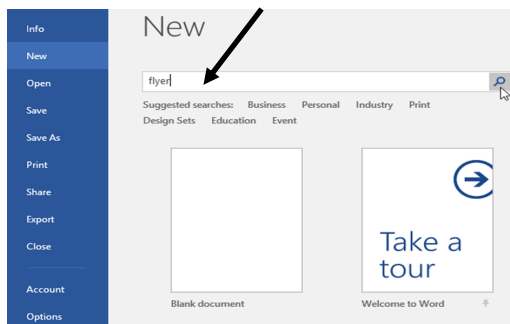 Info
New
Open
Save
Save As
Print
Share
Export
Close
Account
Options
New
flyer
Suggested searches: Business Personal Industry Print
Design Sets Education Event
Take a
tour
Blank document
Welcome to Word